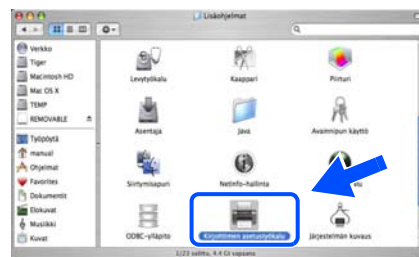 Lisäohjelmat
Verkko
Tiger
Macintosh HD
Mac OS X
TEMP
REMOVABLE
Työpöytä
manual
Ohjelmat
Favorites
Dokumentit
Elokuvat
Musiikki
Kuvat
Levytyökalu
Kaappari
Piirturi
Asentaja
Java
Avainnipun käyttö
Siirtymisapuri
NetInfo-hallinta
ODBC-ylläpito
Kirjoittimen asetustyökalu
Järjestelmän kuvaus
1/23 valittu, 4.4 Gt vapaana